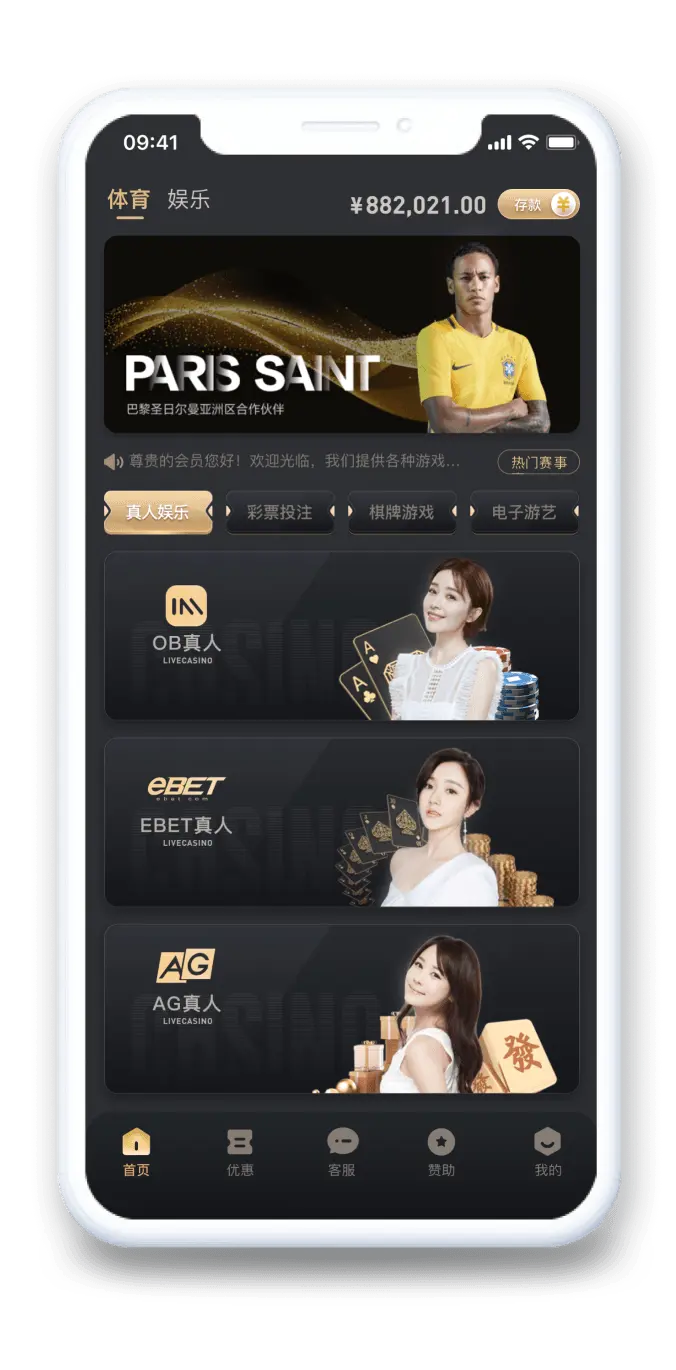 09:41
体育 娱乐 ¥882,021.00 存款 ¥
PARIS SAINT
巴黎圣日尔曼亚洲区合作伙伴
尊贵的会员您好!欢迎光临,我们提供各种游戏... 热门赛事
真人娱乐 彩票投注 棋牌游戏 电子游艺
CASINO
OB真人
LIVECASINO
A
A
eBET
ebet.com
EBET真人
LIVECASINO
CASINO
AG
AG真人
LIVECASINO
CASINO
發
發
首页 优惠 客服 赞助 我的